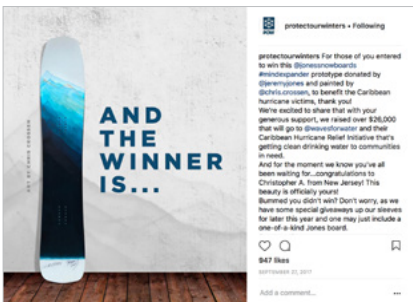 AND
THE
WINNER
IS...
POW
protectourwinters • Following
protectourwinters For those of you entered
to win this @jonessnowboards
#mindexpander prototype donated by
@jeremyjones and painted by
@chris.crossen, to benefit the Caribbean
hurricane victims, thank you!
We're excited to share that with your
generous support, we raised over $26,000
that will go to @wavesforwater and their
Caribbean Hurricane Relief Initiative that's
getting clean drinking water to communities
in need.
And for the moment we know you've all
been waiting for...congratulations to
Christopher A. from New Jersey! This
beauty is officially yours!
Bummed you didn't win? Don't worry, as we
have some special giveaways up our sleeves
for later this year and one may just include a
one-of-a-kind Jones board.
947 likes
SEPTEMBER 27, 2017
Add a comment...